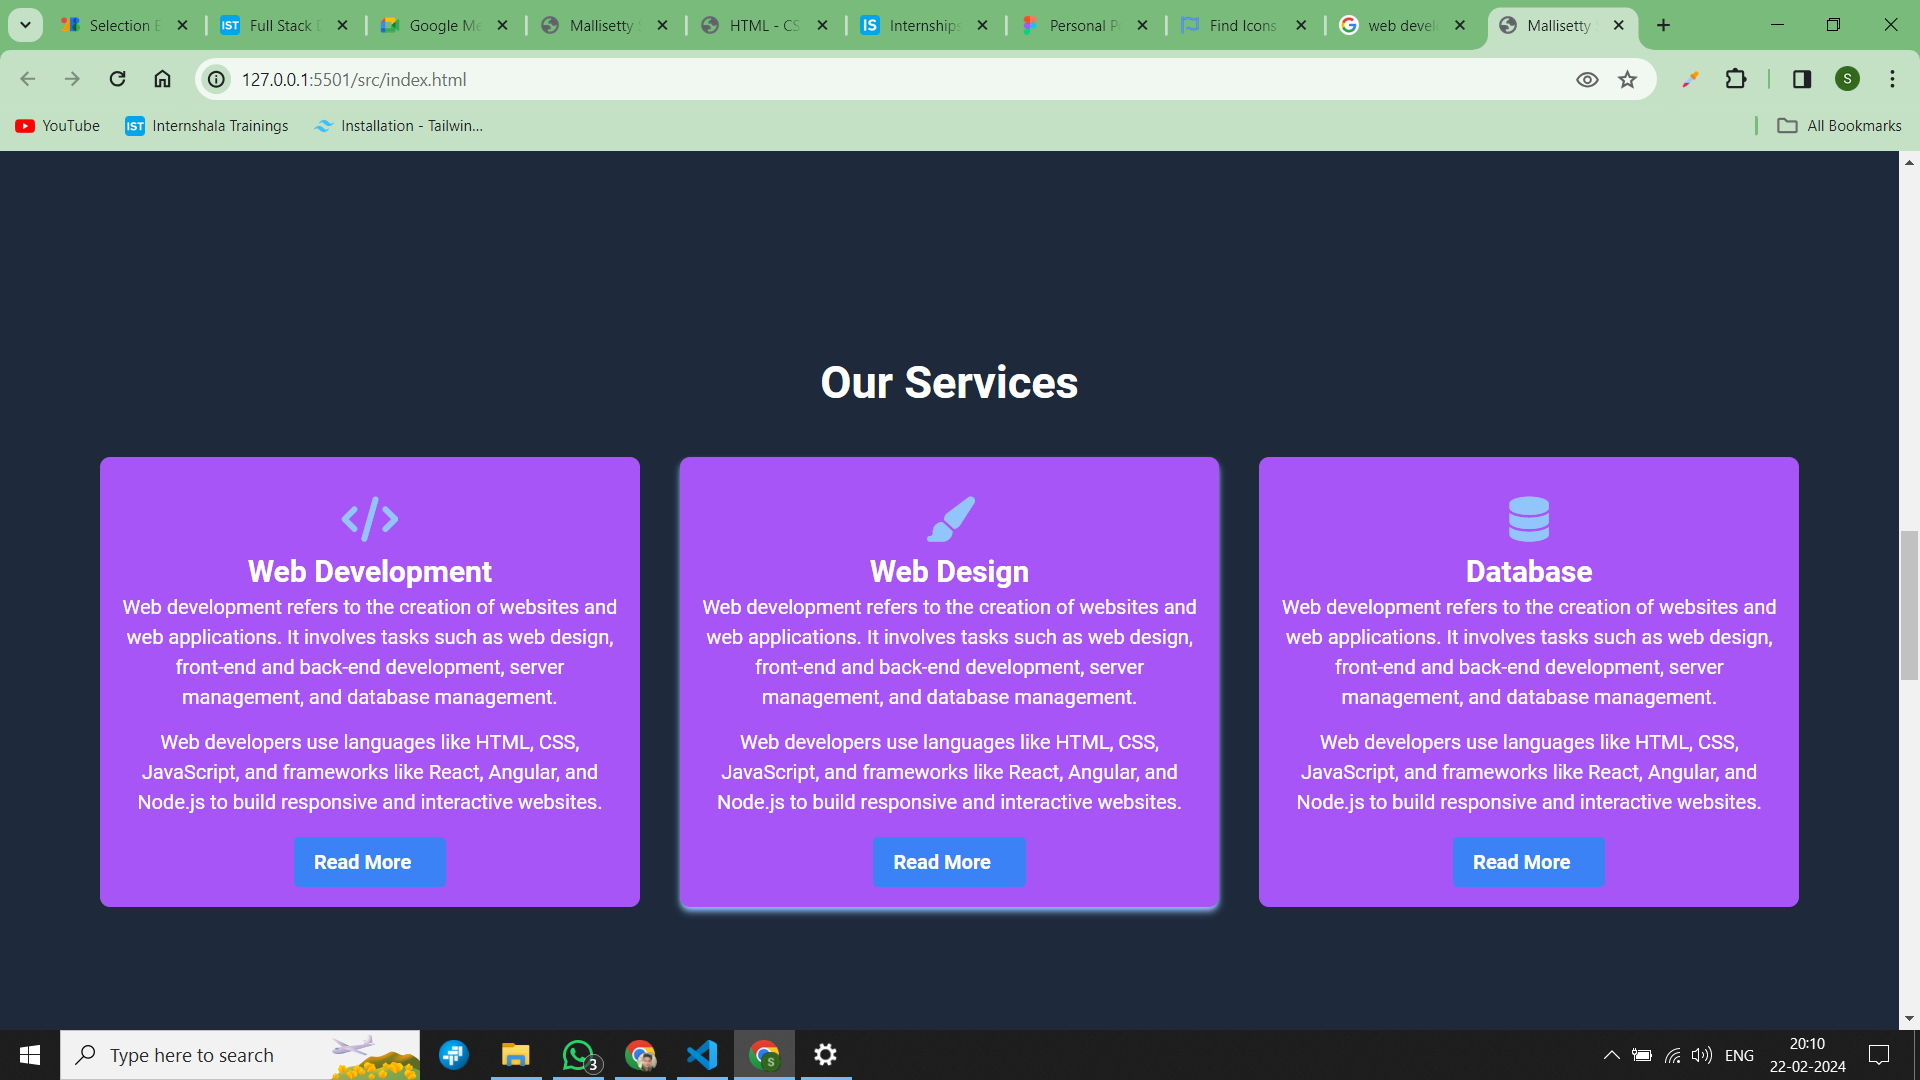 Selection
IST Full Stack
Google Me
Mallisetty
HTML - CS
IS Internships
Personal
Find Icons
web devel
Mallisetty
127.0.0.1:5501/src/index.html
S
YouTube
IST Internshala Trainings
Installation - Tailwin...
All Bookmarks
Our Services
Web Development
Web development refers to the creation of websites and
web applications. It involves tasks such as web design,
front-end and back-end development, server
management, and database management.
Web developers use languages like HTML, CSS,
JavaScript, and frameworks like React, Angular, and
Node.js to build responsive and interactive websites.
Read More
Web Design
Web development refers to the creation of websites and
web applications. It involves tasks such as web design,
front-end and back-end development, server
management, and database management.
Web developers use languages like HTML, CSS,
JavaScript, and frameworks like React, Angular, and
Node.js to build responsive and interactive websites.
Read More
Database
Web development refers to the creation of websites and
web applications. It involves tasks such as web design,
front-end and back-end development, server
management, and database management.
Web developers use languages like HTML, CSS,
JavaScript, and frameworks like React, Angular, and
Node.js to build responsive and interactive websites.
Read More
Type here to search
3
S
ENG
20:10
22-02-2024